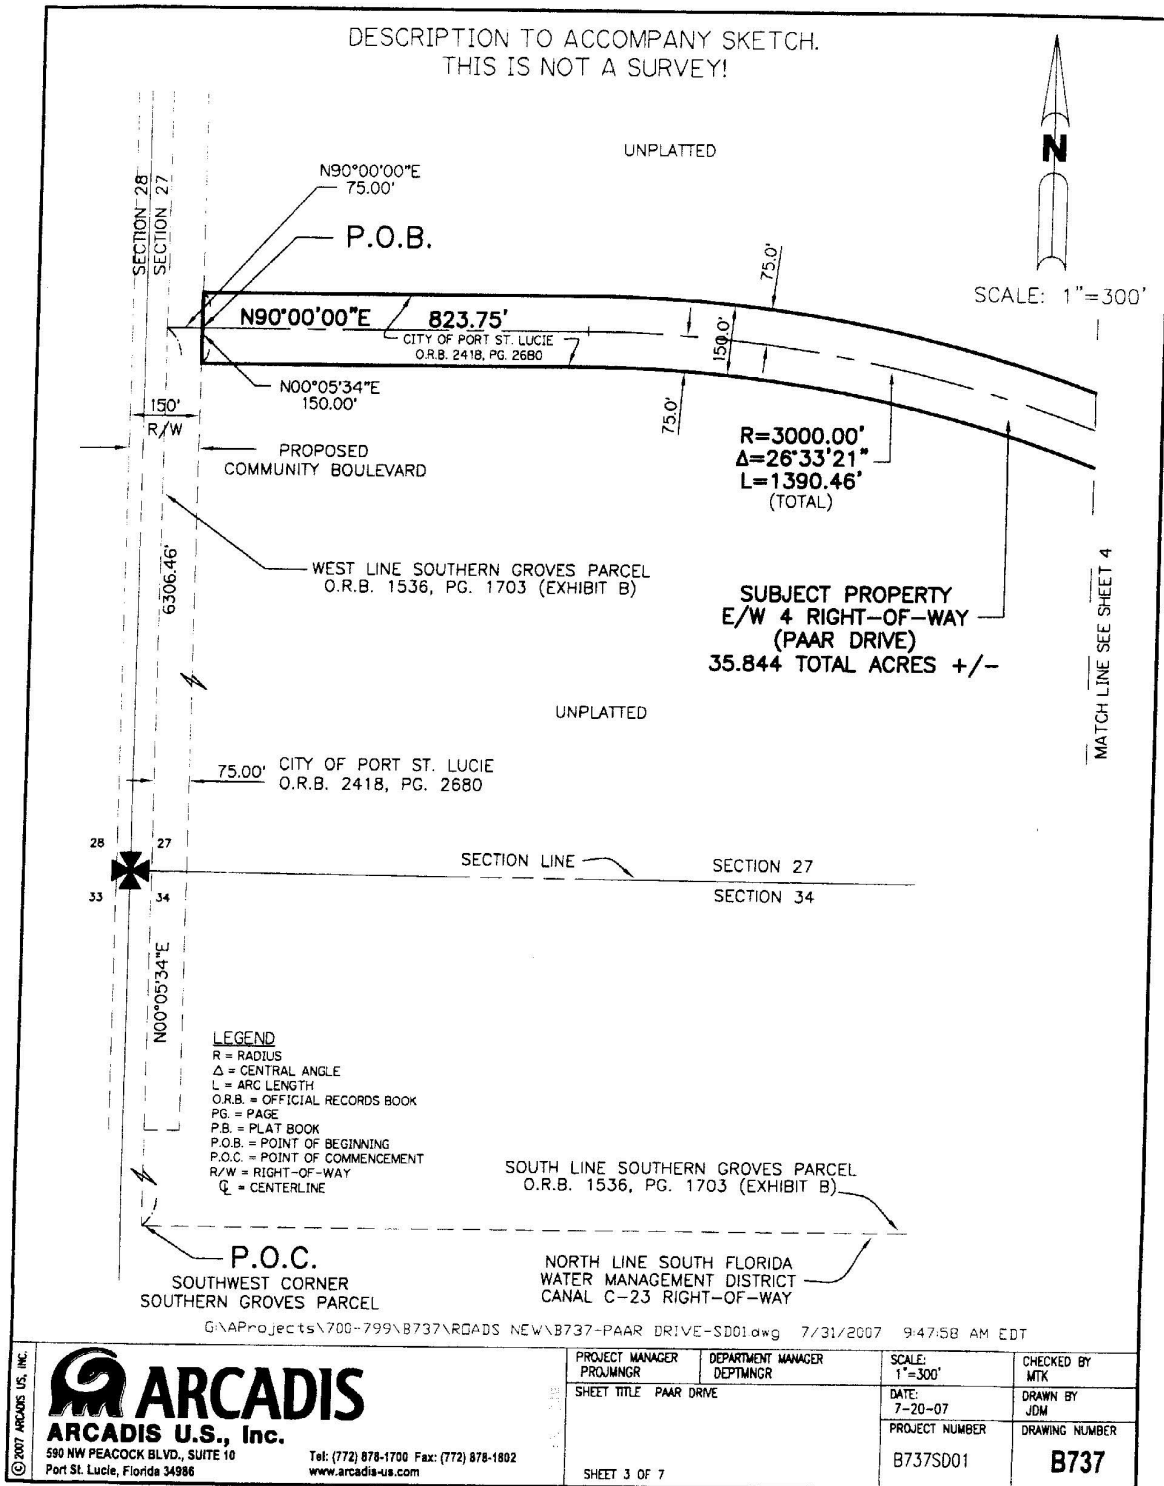 DESCRIPTION TO ACCOMPANY SKETCH.
THIS IS NOT A SURVEY!
UNPLATTED
N
SCALE: 1"=300'
SECTION 28
SECTION 27
N90°00'00"E
75.00'
P.O.B.
N90°00'00"E 823.75'
CITY OF PORT ST. LUCIE
O.R.B. 2418, PG. 2680
75.0'
150.0'
75.0'
N00°05'34"E
150.00'
150'
R/W
PROPOSED
COMMUNITY BOULEVARD
R=3000.00'
Δ=26°33'21"
L=1390.46'
(TOTAL)
WEST LINE SOUTHERN GROVES PARCEL
O.R.B. 1536, PG. 1703 (EXHIBIT B)
6306.46'
SUBJECT PROPERTY
E/W 4 RIGHT-OF-WAY
(PAAR DRIVE)
35.844 TOTAL ACRES +/-
MATCH LINE SEE SHEET 4
UNPLATTED
75.00'
CITY OF PORT ST. LUCIE
O.R.B. 2418, PG. 2680
28 27
33 34
SECTION LINE
SECTION 27
SECTION 34
N00°05'34"E
LEGEND
R = RADIUS
Δ = CENTRAL ANGLE
L = ARC LENGTH
O.R.B. = OFFICIAL RECORDS BOOK
PG. = PAGE
P.B. = PLAT BOOK
P.O.B. = POINT OF BEGINNING
P.O.C. = POINT OF COMMENCEMENT
R/W = RIGHT-OF-WAY
℄ = CENTERLINE
SOUTH LINE SOUTHERN GROVES PARCEL
O.R.B. 1536, PG. 1703 (EXHIBIT B)
P.O.C.
SOUTHWEST CORNER
SOUTHERN GROVES PARCEL
NORTH LINE SOUTH FLORIDA
WATER MANAGEMENT DISTRICT
CANAL C-23 RIGHT-OF-WAY
G:\AProjects\700-799\B737\ROADS NEW\B737-PAAR DRIVE-SD01.dwg 7/31/2007 9:47:58 AM EDT
© 2007 ARCADIS US, INC.
ARCADIS
ARCADIS U.S., Inc.
590 NW PEACOCK BLVD., SUITE 10
Port St. Lucie, Florida 34986
Tel: (772) 878-1700 Fax: (772) 878-1802
www.arcadis-us.com
PROJECT MANAGER
PROJMNGR
DEPARTMENT MANAGER
DEPTMNGR
SHEET TITLE PAAR DRIVE
SHEET 3 OF 7
SCALE:
1"=300'
CHECKED BY
MTK
DATE:
7-20-07
DRAWN BY
JDM
PROJECT NUMBER
B737SD01
DRAWING NUMBER
B737